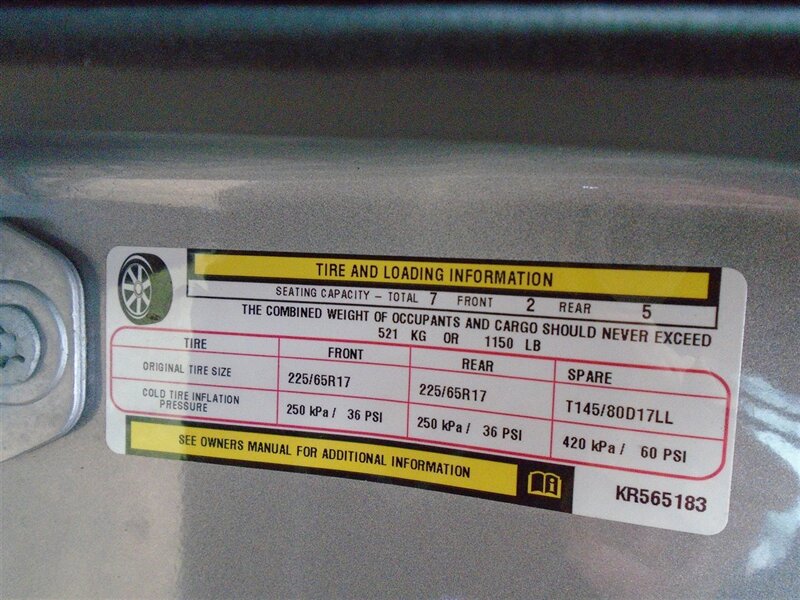 TIRE AND LOADING INFORMATION
SEATING CAPACITY – TOTAL 7 FRONT 2 REAR 5
THE COMBINED WEIGHT OF OCCUPANTS AND CARGO SHOULD NEVER EXCEED
521 KG OR 1150 LB
TIRE FRONT REAR SPARE
ORIGINAL TIRE SIZE 225/65R17 225/65R17 T145/80D17LL
COLD TIRE INFLATION PRESSURE 250 kPa / 36 PSI 250 kPa / 36 PSI 420 kPa / 60 PSI
SEE OWNERS MANUAL FOR ADDITIONAL INFORMATION
KR565183